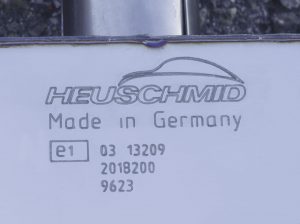 HEUSCHMID
Made in Germany
e1 03 13209
2018200
9623